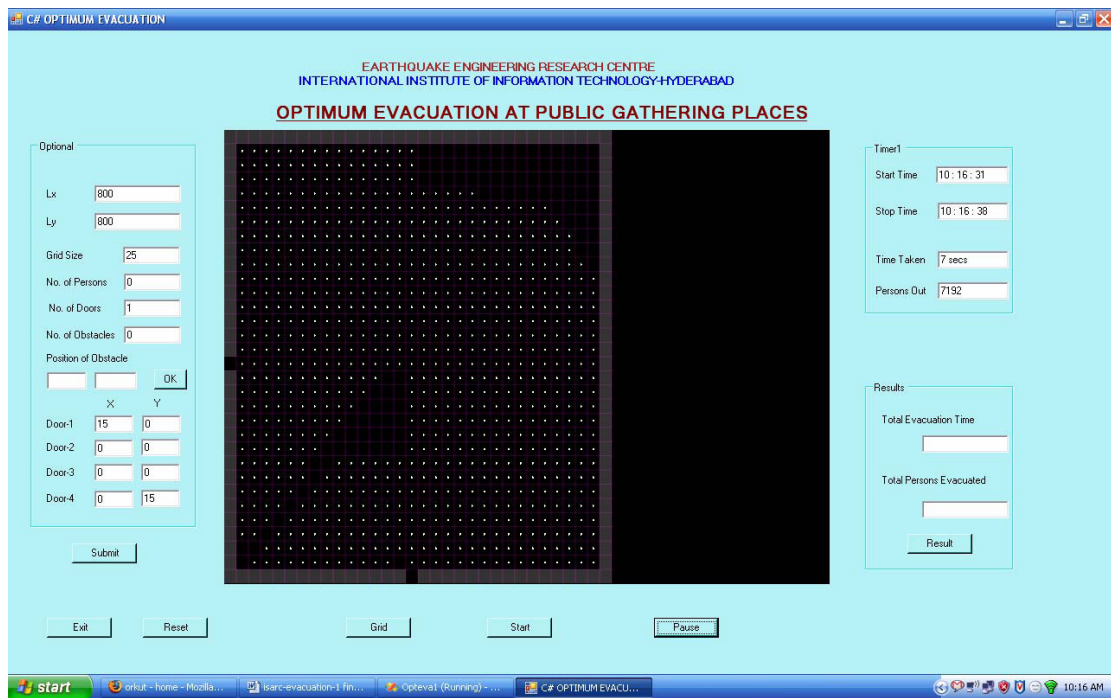 C# OPTIMUM EVACUATION
EARTHQUAKE ENGINEERING RESEARCH CENTRE
INTERNATIONAL INSTITUTE OF INFORMATION TECHNOLOGY-HYDERABAD
OPTIMUM EVACUATION AT PUBLIC GATHERING PLACES
Optional
Lx 800
Ly 800
Grid Size 25
No. of Persons 0
No. of Doors 1
No. of Obstacles 0
Position of Obstacle
OK
X Y
Door-1 15 0
Door-2 0 0
Door-3 0 0
Door-4 0 15
Submit
Timer1
Start Time 10 : 16 : 31
Stop Time 10 : 16 : 38
Time Taken 7 secs
Persons Out 7192
Results
Total Evacuation Time
Total Persons Evacuated
Result
Exit Reset Grid Start Pause
start orkut - home - Mozilla... isarc-evacuation-1 fin... Opteva1 (Running) - ... C# OPTIMUM EVACU... 10:16 AM